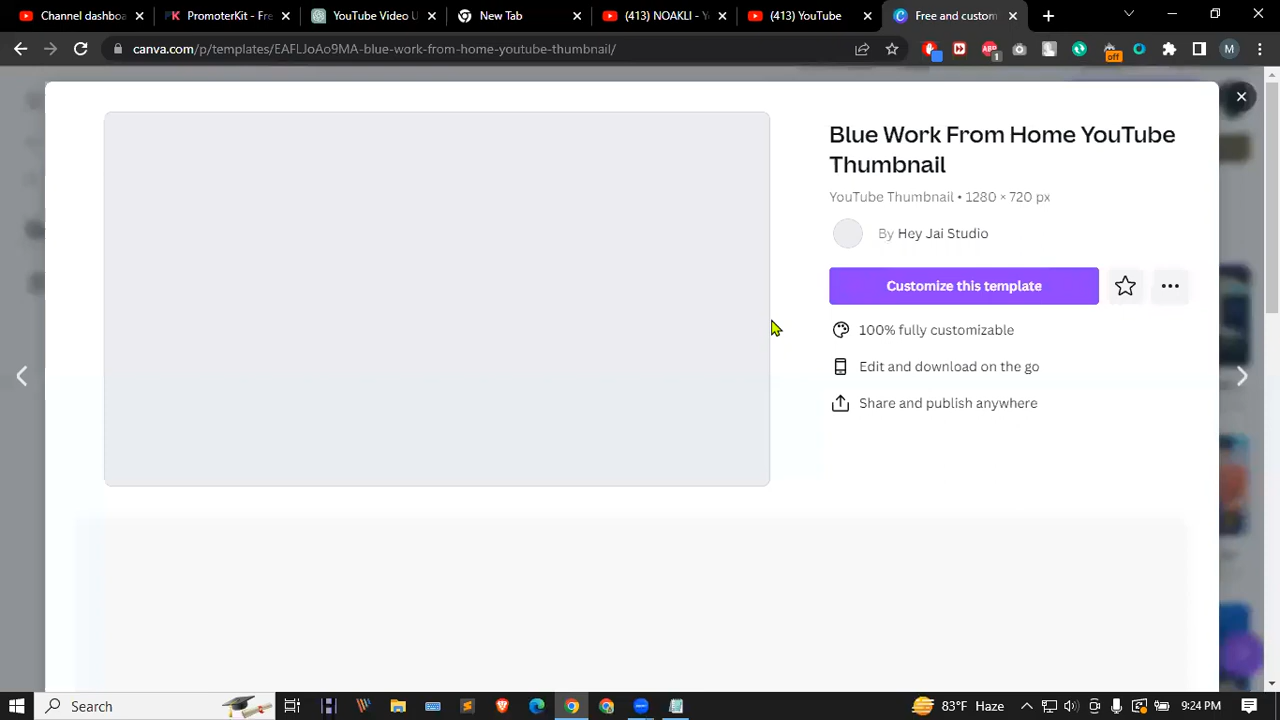 Channel dashboa
PromoterKit - Fre
YouTube Video U
New Tab
(413) NOAKLI - Y
(413) YouTube
Free and custom
canva.com/p/templates/EAFLJoAo9MA-blue-work-from-home-youtube-thumbnail/
1
off
M
Blue Work From Home YouTube
Thumbnail
YouTube Thumbnail • 1280 × 720 px
By Hey Jai Studio
Customize this template
100% fully customizable
Edit and download on the go
Share and publish anywhere
Search
83°F Haze
9:24 PM